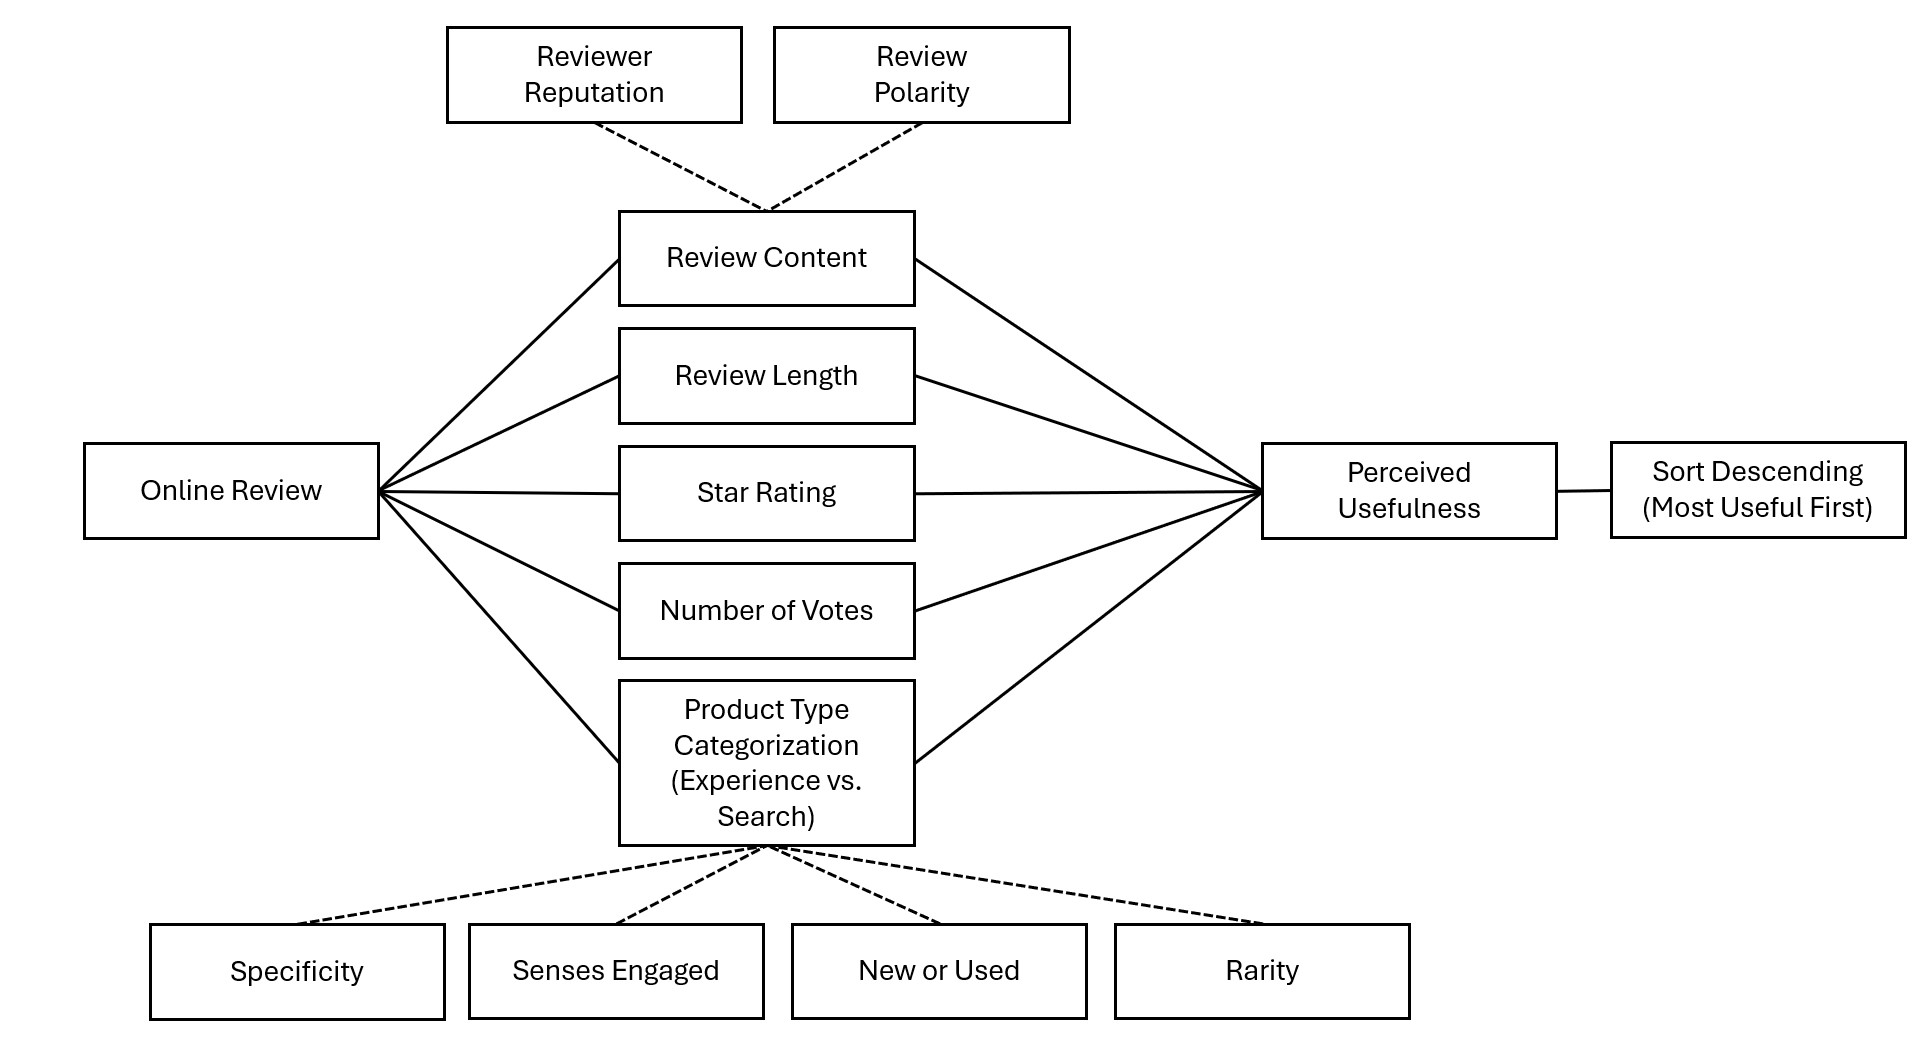 Reviewer
Reputation
Review
Polarity
Review Content
Review Length
Star Rating
Number of Votes
Product Type
Categorization
(Experience vs.
Search)
Online Review
Perceived
Usefulness
Sort Descending
(Most Useful First)
Specificity
Senses Engaged
New or Used
Rarity